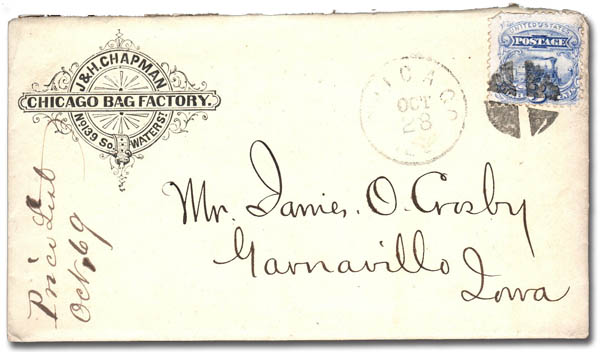 J & H. CHAPMAN
CHICAGO BAG FACTORY.
No 139 So. WATER ST.
UNITED STATES
POSTAGE
CHICAGO
OCT
28
Mr. James. O. Crosby
Garnavillo
Iowa
Price List
Oct. 69